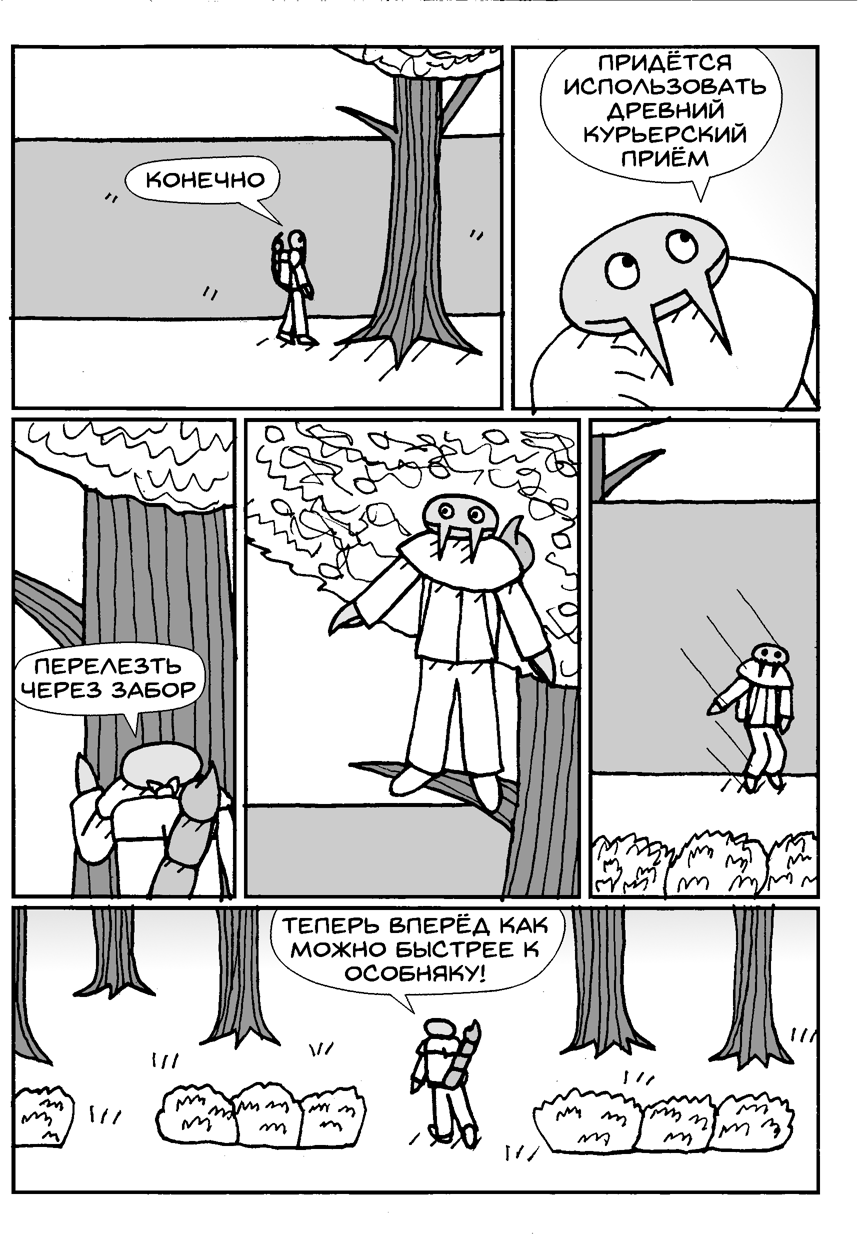 КОНЕЧНО
ПРИДЁТСЯ
ИСПОЛЬЗОВАТЬ
ДРЕВНИЙ
КУРЬЕРСКИЙ
ПРИЁМ
ПЕРЕЛЕЗТЬ
ЧЕРЕЗ ЗАБОР
ТЕПЕРЬ ВПЕРЁД КАК
МОЖНО БЫСТРЕЕ К
ОСОБНЯКУ!